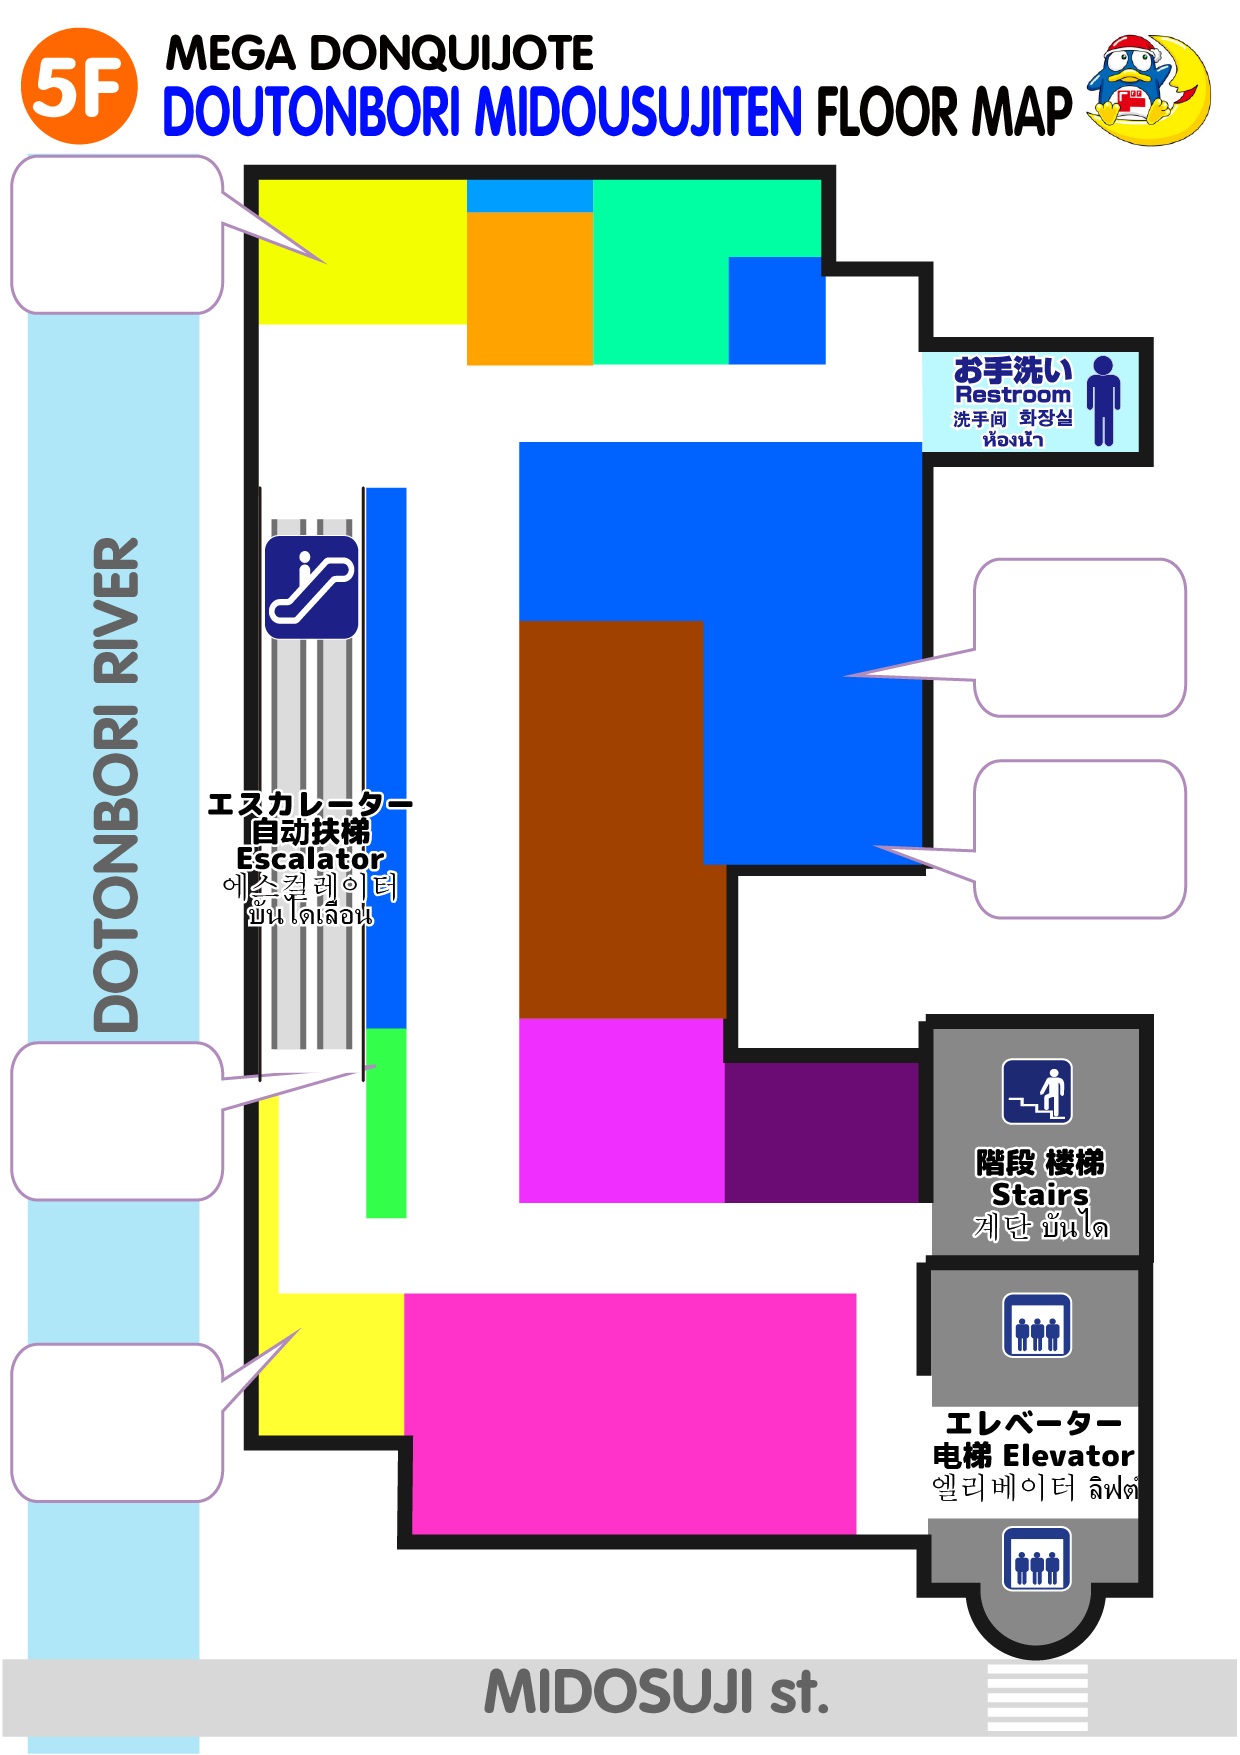 5F
MEGA DONQUIJOTE
DOUTONBORI MIDOUSUJITEN FLOOR MAP
お手洗い
Restroom
洗手间 화장실
ห้องน้ำ
DOTONBORI RIVER
エスカレーター
自动扶梯
Escalator
에스컬레이터
บันไดเลื่อน
階段 楼梯
Stairs
계단 บันได
エレベーター
电梯 Elevator
엘리베이터 ลิฟต์
MIDOSUJI st.